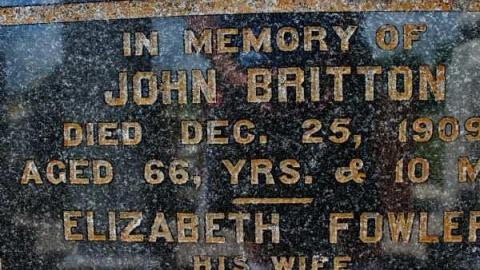 IN MEMORY OF
JOHN BRITTON
DIED DEC. 25, 1909
AGED 66, YRS. & 10 M
ELIZABETH FOWLER
HIS WIFE